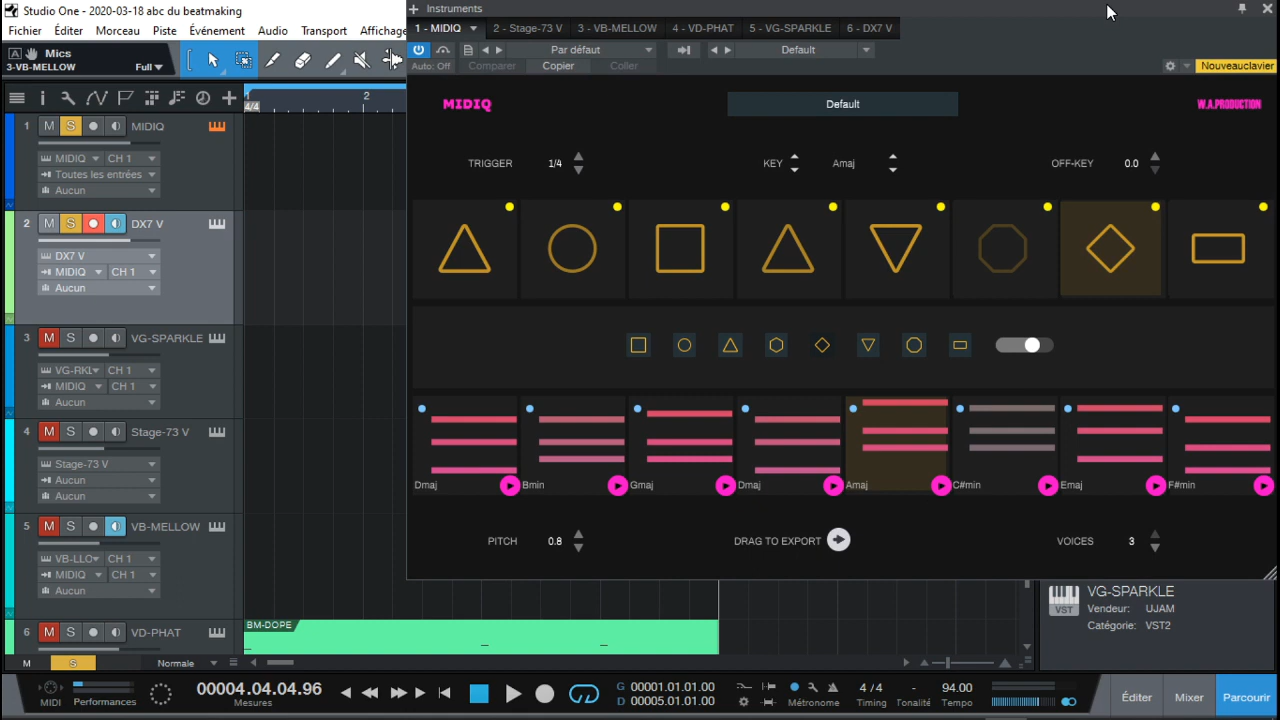 Studio One - 2020-03-18 abc du beatmaking
Fichier Éditer Morceau Piste Événement Audio Transport Affichage
A Mics
3-VB-MELLOW Full
1 2
4/4
1 M S MIDIQ
MIDIQ CH 1
Toutes les entrées
Aucun
2 M S DX7 V
DX7 V
MIDIQ CH 1
Aucun
3 M S VG-SPARKLE
MIDIQ CH 1
Aucun
4 M S Stage-73 V
Stage-73 V
Aucun
Aucun
5 M S VB-MELLOW
MIDIQ CH 1
Aucun
6 M S VD-PHAT
BM-DOPE
M S Normale
Instruments
1 - MIDIQ 2 - Stage-73 V 3 - VB-MELLOW 4 - VD-PHAT 5 - VG-SPARKLE 6 - DX7 V
Par défaut Default
Auto: Off Comparer Copier Coller Nouveauclavier
MIDIQ Default W.A.PRODUCTION
TRIGGER 1/4 KEY Amaj OFF-KEY 0.0
Dmaj Bmin Gmaj Dmaj Amaj C#min Emaj F#min
PITCH 0.8 DRAG TO EXPORT VOICES 3
VG-SPARKLE
VST Vendeur: UJAM
Catégorie: VST2
MIDI Performances
00004.04.04.96
Mesures
G 00001.01.01.00
D 00005.01.01.00
Métronome
4 / 4
Timing
-
Tonalité
94.00
Tempo
Éditer Mixer Parcourir